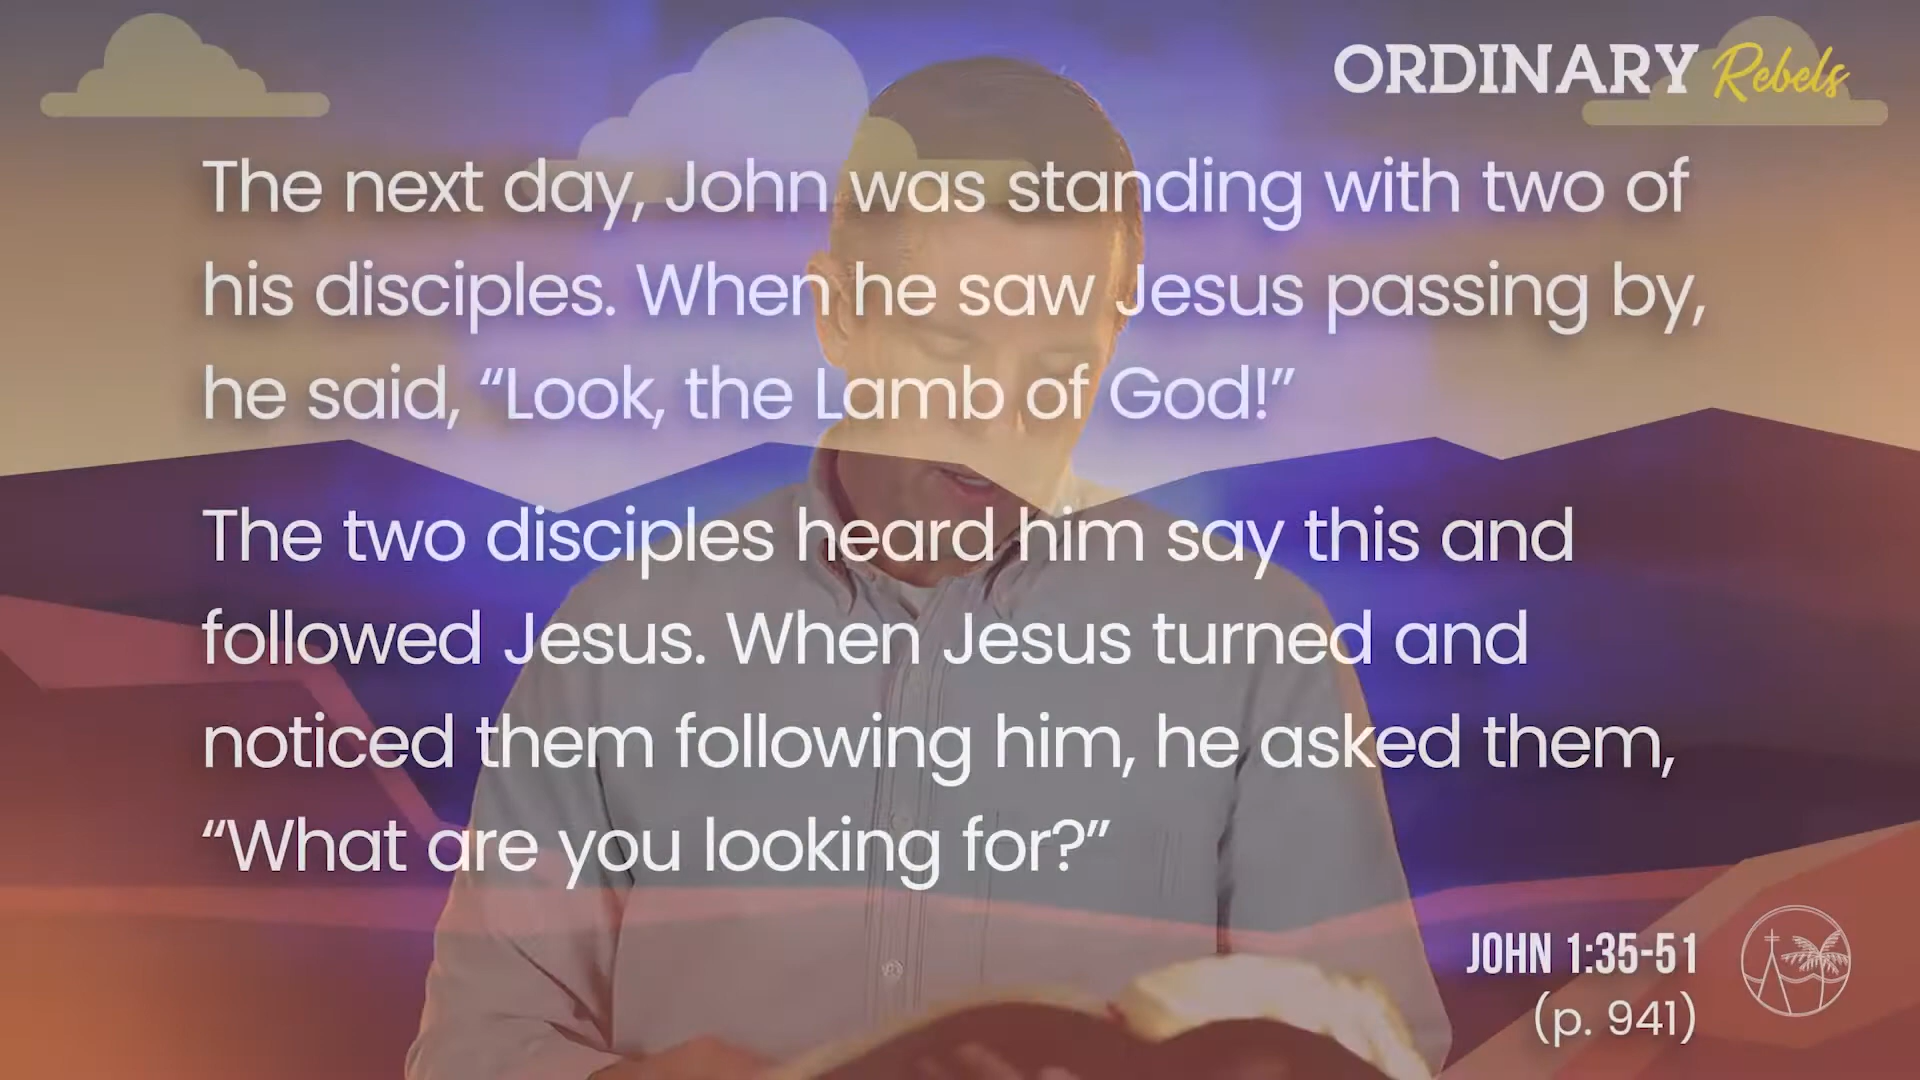 ORDINARY Rebels
The next day, John was standing with two of
his disciples. When he saw Jesus passing by,
he said, “Look, the Lamb of God!”
The two disciples heard him say this and
followed Jesus. When Jesus turned and
noticed them following him, he asked them,
“What are you looking for?”
JOHN 1:35-51
(p. 941)